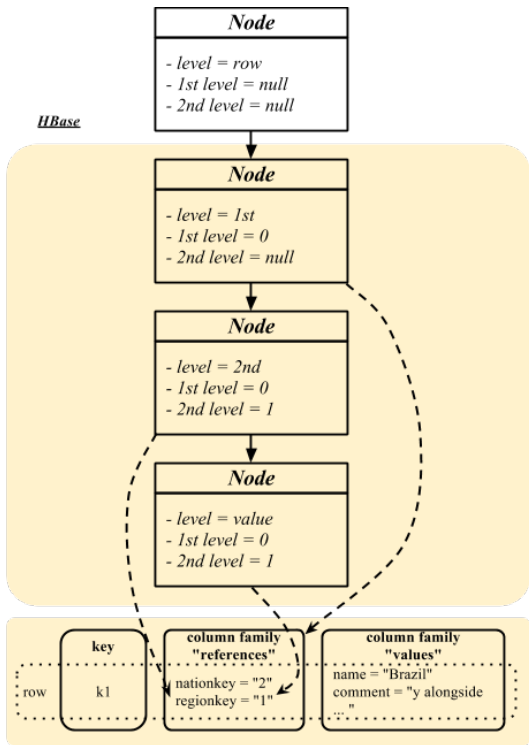 Node
- level = row
- 1st level = null
- 2nd level = null
HBase
Node
- level = 1st
- 1st level = 0
- 2nd level = null
Node
- level = 2nd
- 1st level = 0
- 2nd level = 1
Node
- level = value
- 1st level = 0
- 2nd level = 1
key
column family
"references"
column family
"values"
row
k1
nationkey = "2"
regionkey = "1"
name = "Brazil"
comment = "y alongside
... "